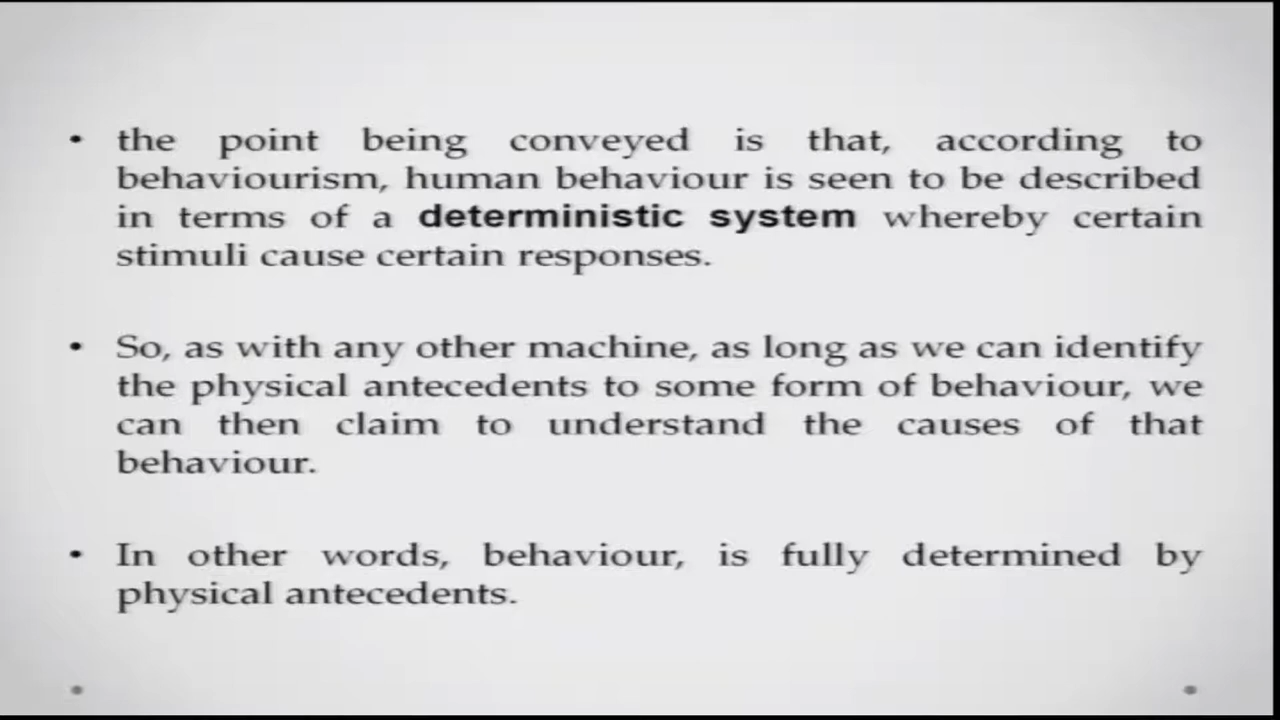 • the point being conveyed is that, according to
behaviourism, human behaviour is seen to be described
in terms of a deterministic system whereby certain
stimuli cause certain responses.
• So, as with any other machine, as long as we can identify
the physical antecedents to some form of behaviour, we
can then claim to understand the causes of that
behaviour.
• In other words, behaviour, is fully determined by
physical antecedents.